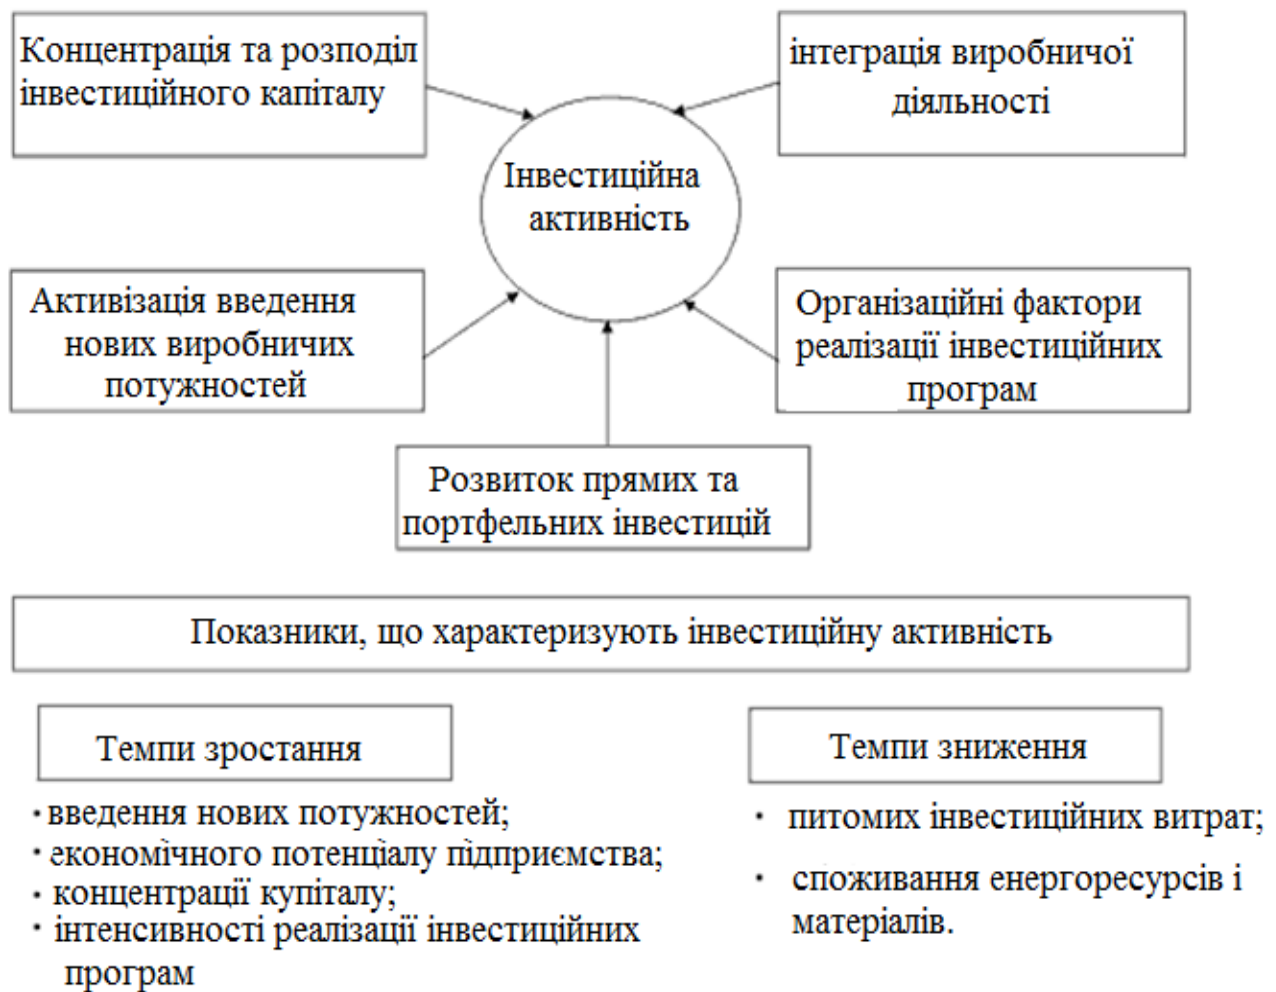 Концентрація та розподіл
інвестиційного капіталу
інтеграція виробничої
діяльності
Інвестиційна
активність
Активізація введення
нових виробничих
потужностей
Організаційні фактори
реалізації інвестиційних
програм
Розвиток прямих та
портфельних інвестицій
Показники, що характеризують інвестиційну активність
Темпи зростання
· введення нових потужностей;
· економічного потенціалу підприємства;
· концентрації купіталу;
· інтенсивності реалізації інвестиційних
програм
Темпи зниження
· питомих інвестиційних витрат;
· споживання енергоресурсів і
матеріалів.